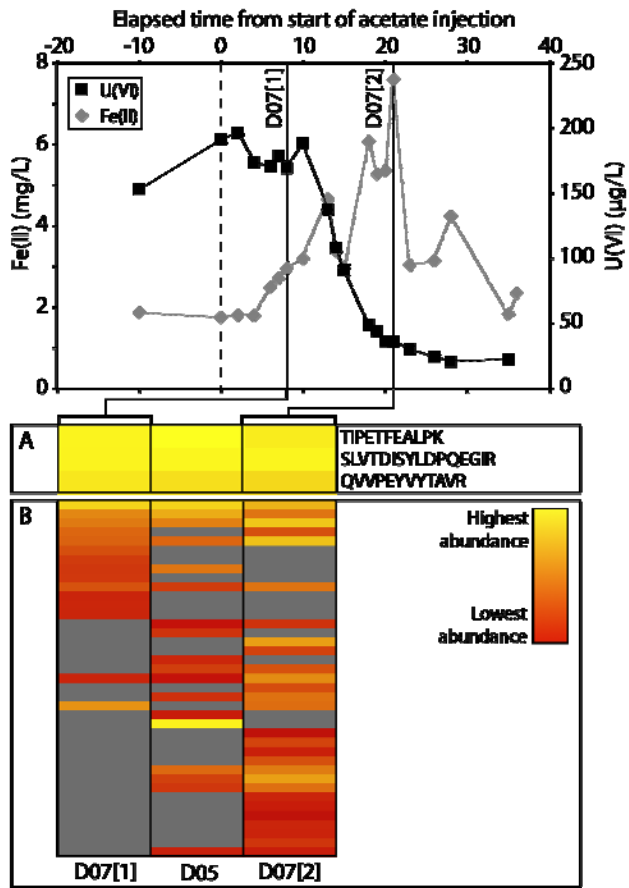 Elapsed time from start of acetate injection
-20 -10 0 10 20 30 40
8 250
U(VI)
Fe(II)
D07[1]
D07[2]
6 200
150
4
100
2
50
0 0
Fe(II) (mg/L)
U(VI) (µg/L)
A
TIPETFEALPK
SLVTDISYLDPQEGIR
QVVPEYVYTAVR
B
Highest
abundance
Lowest
abundance
D07[1] D05 D07[2]